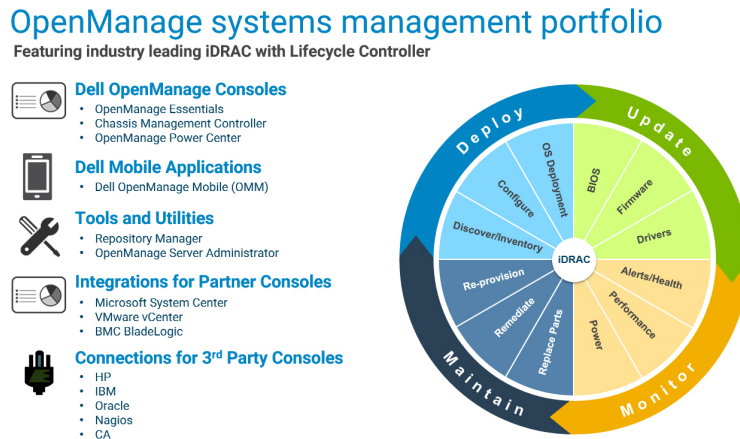 OpenManage systems management portfolio
Featuring industry leading iDRAC with Lifecycle Controller
Dell OpenManage Consoles
• OpenManage Essentials
• Chassis Management Controller
• OpenManage Power Center
Dell Mobile Applications
• Dell OpenManage Mobile (OMM)
Tools and Utilities
• Repository Manager
• OpenManage Server Administrator
Integrations for Partner Consoles
• Microsoft System Center
• VMware vCenter
• BMC BladeLogic
Connections for 3rd Party Consoles
• HP
• IBM
• Oracle
• Nagios
• CA
Deploy
Discover/Inventory
Configure
OS Deployment
Update
BIOS
Firmware
Drivers
iDRAC
Monitor
Alerts/Health
Performance
Power
Maintain
Replace Parts
Remediate
Re-provision